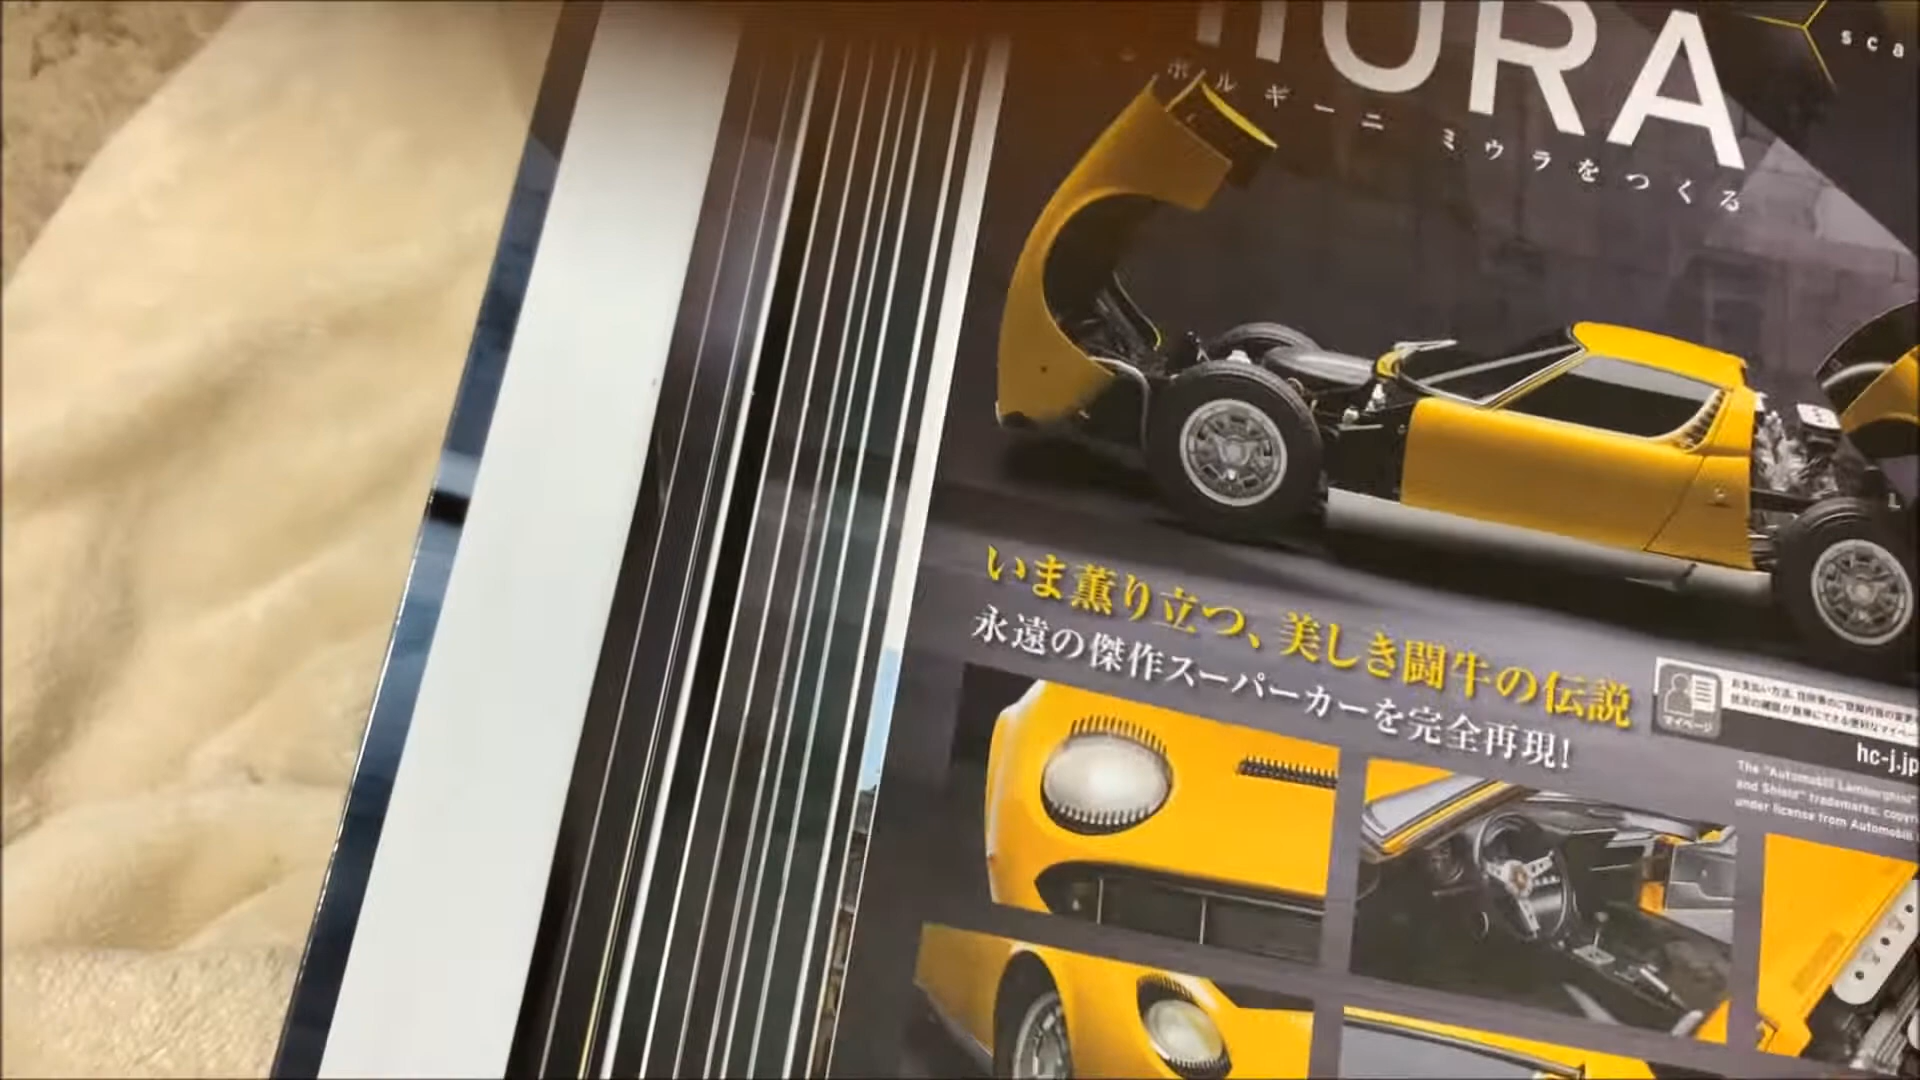 URA
sca
ボルギーニ ミウラをつくる
いま薫り立つ、美しき闘牛の伝説
永遠の傑作スーパーカーを完全再現!
マイページ
hc-j.jp
The "Automobili Lamborghini"
and Shield" trademarks, copyr
under license from Automobili